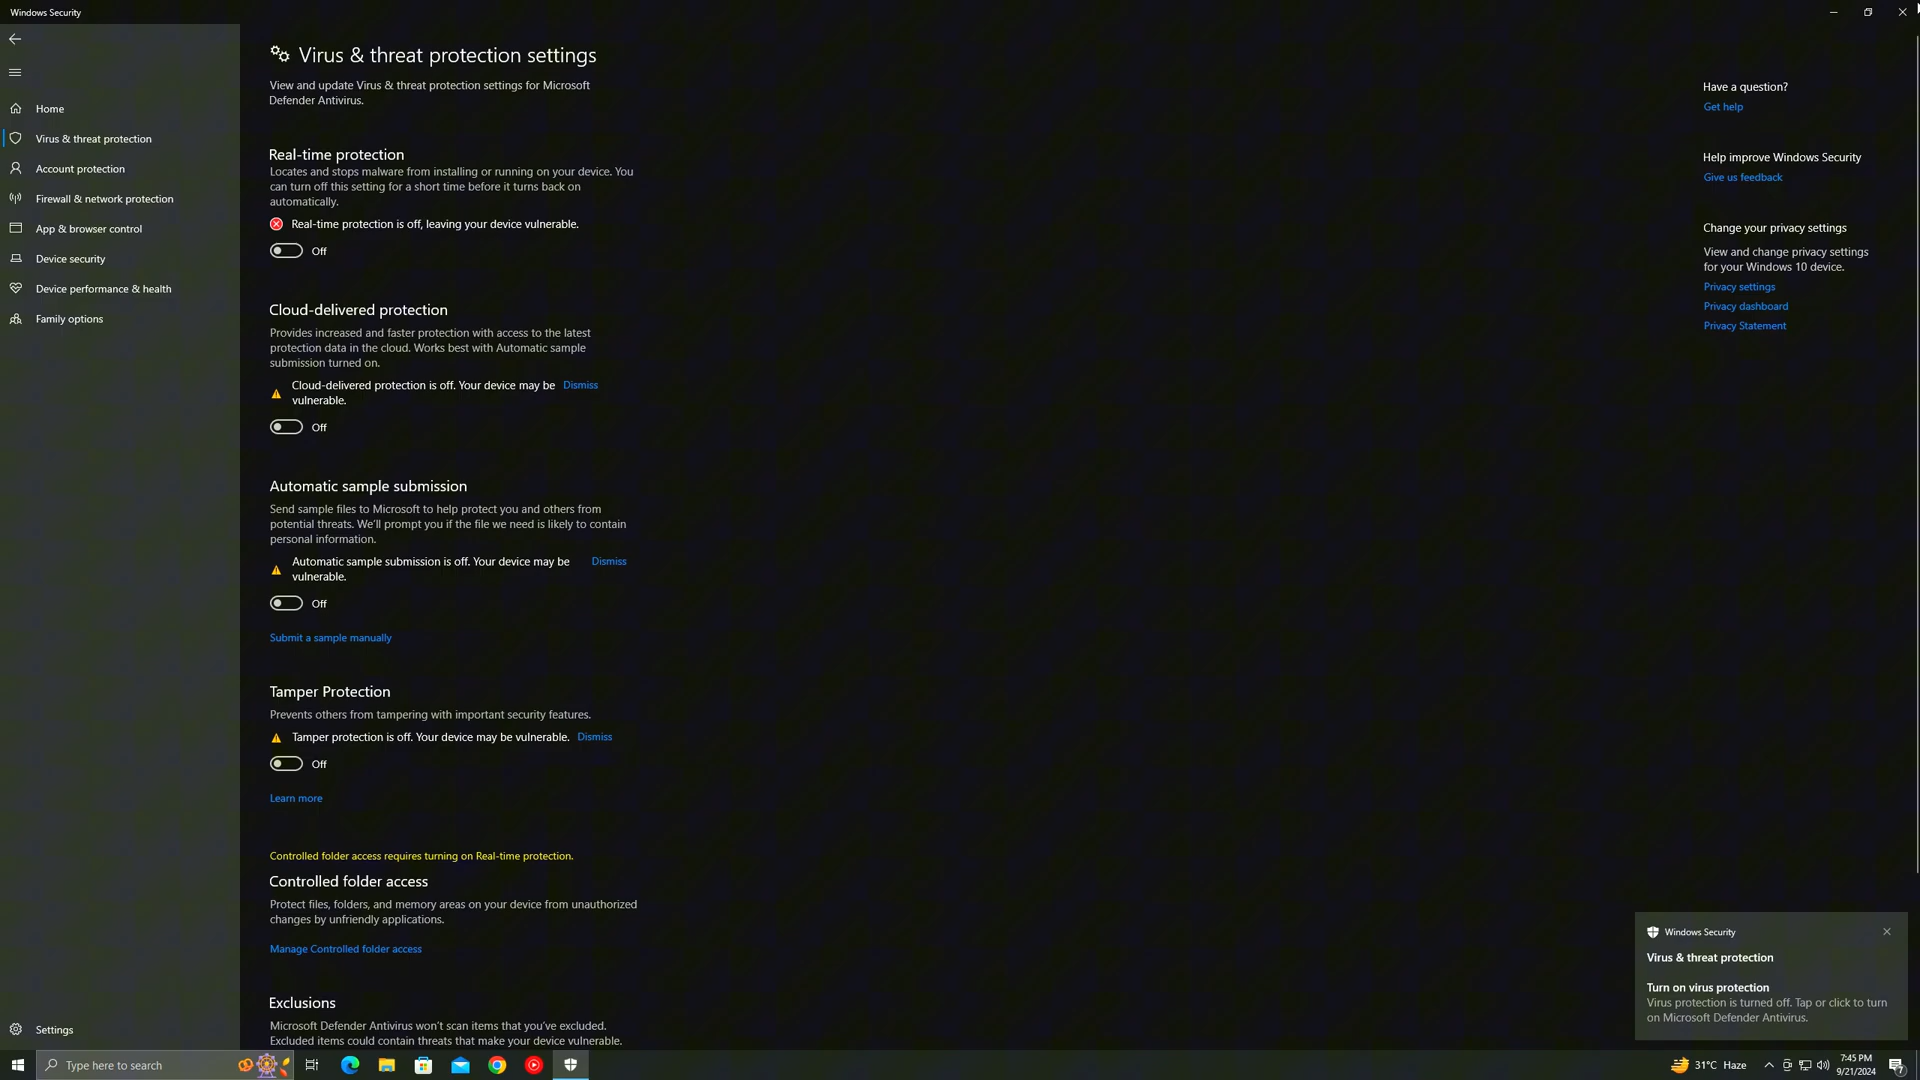 Windows Security
Home
Virus & threat protection
Account protection
Firewall & network protection
App & browser control
Device security
Device performance & health
Family options
Settings
Virus & threat protection settings
View and update Virus & threat protection settings for Microsoft
Defender Antivirus.
Real-time protection
Locates and stops malware from installing or running on your device. You
can turn off this setting for a short time before it turns back on
automatically.
Real-time protection is off, leaving your device vulnerable.
Off
Cloud-delivered protection
Provides increased and faster protection with access to the latest
protection data in the cloud. Works best with Automatic sample
submission turned on.
Cloud-delivered protection is off. Your device may be Dismiss
vulnerable.
Off
Automatic sample submission
Send sample files to Microsoft to help protect you and others from
potential threats. We'll prompt you if the file we need is likely to contain
personal information.
Automatic sample submission is off. Your device may be Dismiss
vulnerable.
Off
Submit a sample manually
Tamper Protection
Prevents others from tampering with important security features.
Tamper protection is off. Your device may be vulnerable. Dismiss
Off
Learn more
Controlled folder access requires turning on Real-time protection.
Controlled folder access
Protect files, folders, and memory areas on your device from unauthorized
changes by unfriendly applications.
Manage Controlled folder access
Exclusions
Microsoft Defender Antivirus won't scan items that you've excluded.
Excluded items could contain threats that make your device vulnerable.
Have a question?
Get help
Help improve Windows Security
Give us feedback
Change your privacy settings
View and change privacy settings
for your Windows 10 device.
Privacy settings
Privacy dashboard
Privacy Statement
Windows Security
Virus & threat protection
Turn on virus protection
Virus protection is turned off. Tap or click to turn
on Microsoft Defender Antivirus.
Type here to search
31°C Haze
7:45 PM
9/21/2024
7